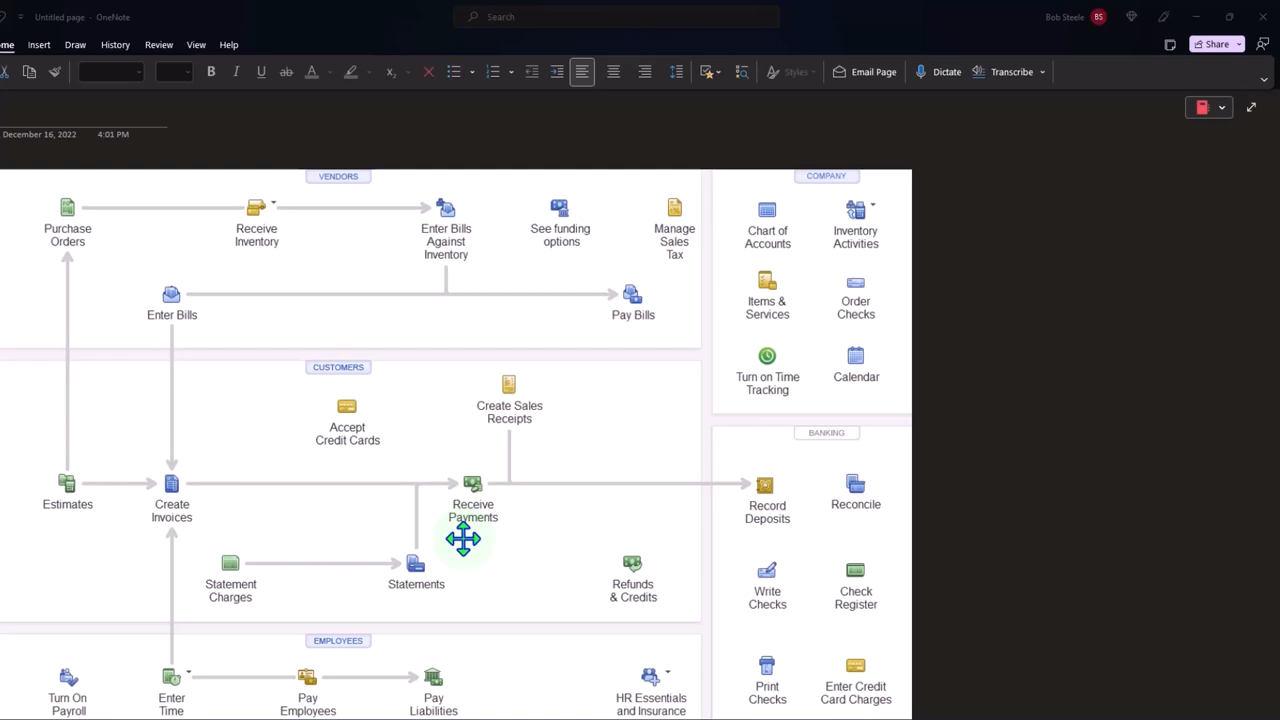 Untitled page - OneNote
Search
Bob Steele
BS
Insert
Draw
History
Review
View
Help
Share
B I U ab A
Styles
Email Page
Dictate
Transcribe
December 16, 2022
4:01 PM
VENDORS
Purchase
Orders
Receive
Inventory
Enter Bills
Against
Inventory
See funding
options
Manage
Sales
Tax
Enter Bills
Pay Bills
CUSTOMERS
Accept
Credit Cards
Create Sales
Receipts
Estimates
Create
Invoices
Receive
Payments
Statement
Charges
Statements
Refunds
& Credits
EMPLOYEES
Turn On
Payroll
Enter
Time
Pay
Employees
Pay
Liabilities
HR Essentials
and Insurance
COMPANY
Chart of
Accounts
Inventory
Activities
Items &
Services
Order
Checks
Turn on Time
Tracking
Calendar
BANKING
Record
Deposits
Reconcile
Write
Checks
Check
Register
Print
Checks
Enter Credit
Card Charges